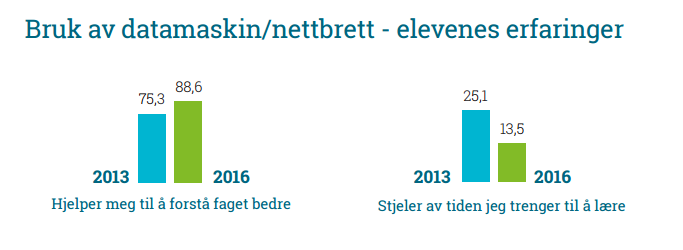 Bruk av datamaskin/nettbrett - elevenes erfaringer
75,3
88,6
2013
2016
Hjelper meg til å forstå faget bedre
25,1
13,5
2013
2016
Stjeler av tiden jeg trenger til å lære